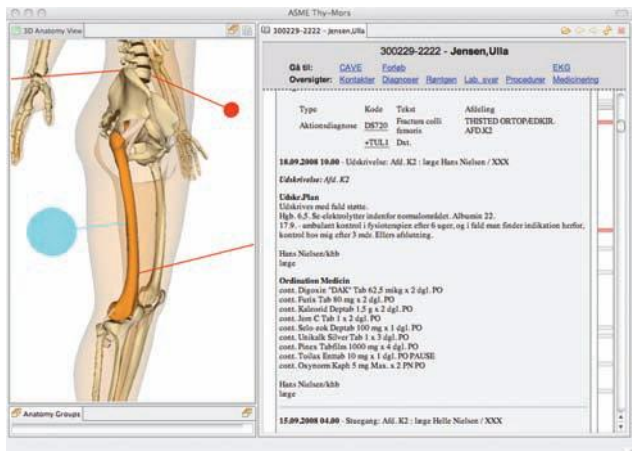 ASME Thy-Mors
3D Anatomy View
300229-2222 - Jensen,Ulla
300229-2222 - Jensen,Ulla
Gå til: CAVE Forløb EKG
Oversigter: Kontakter Diagnoser Røntgen Lab. svar Procedurer Medicinering
Type Kode Tekst Afdeling
Aktionsdiagnose DS720 Fractura colli femoris THISTED ORTOPÆDKIR. AFD.K2
+TUL1 Dxt.
18.09.2008 10.00 - Udskrivelse: Afd. K2 : læge Hans Nielsen / XXX
Udskrivelse: Afd. K2
Udskr.Plan
Udskrives med fuld støtte.
Hgb. 6,5. Se-elektrolytter indenfor normalområdet. Albumin 22.
17.9. - ambulant kontrol i fysioterapien efter 6 uger, og i fald man finder indikation herfor,
kontrol hos mig efter 3 mdr. Ellers afslutning.
Hans Nielsen/khb
læge
Ordination Medicin
cont. Digoxin "DAK" Tab 62,5 mikg x 2 dgl. PO
cont. Furix Tab 80 mg x 2 dgl. PO
cont. Kaleorid Deptab 1,5 g x 2 dgl. PO
cont. Jern C Tab 1 x 2 dgl. PO
cont. Selo-zok Deptab 100 mg x 1 dgl. PO
cont. Unikalk Silver Tab 1 x 3 dgl. PO
cont. Pinex Tabfilm 1000 mg x 4 dgl. PO
cont. Toilax Entab 10 mg x 1 dgl. PO PAUSE
cont. Oxynorm Kaps 5 mg Max. x 2 PN PO
Hans Nielsen/khb
læge
15.09.2008 04.00 - Stuegang: Afd. K2 : læge Helle Nielsen / XXX
Anatomy Groups